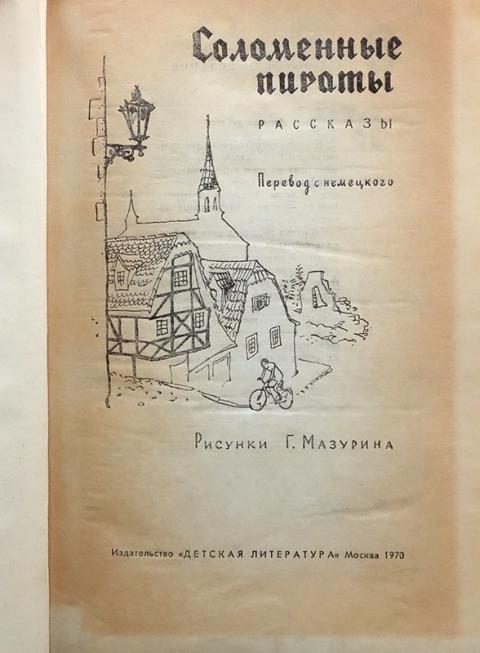 Соломенные
пираты
РАССКАЗЫ
Перевод с немецкого
Рисунки Г. Мазурина
Издательство «ДЕТСКАЯ ЛИТЕРАТУРА» Москва 1970